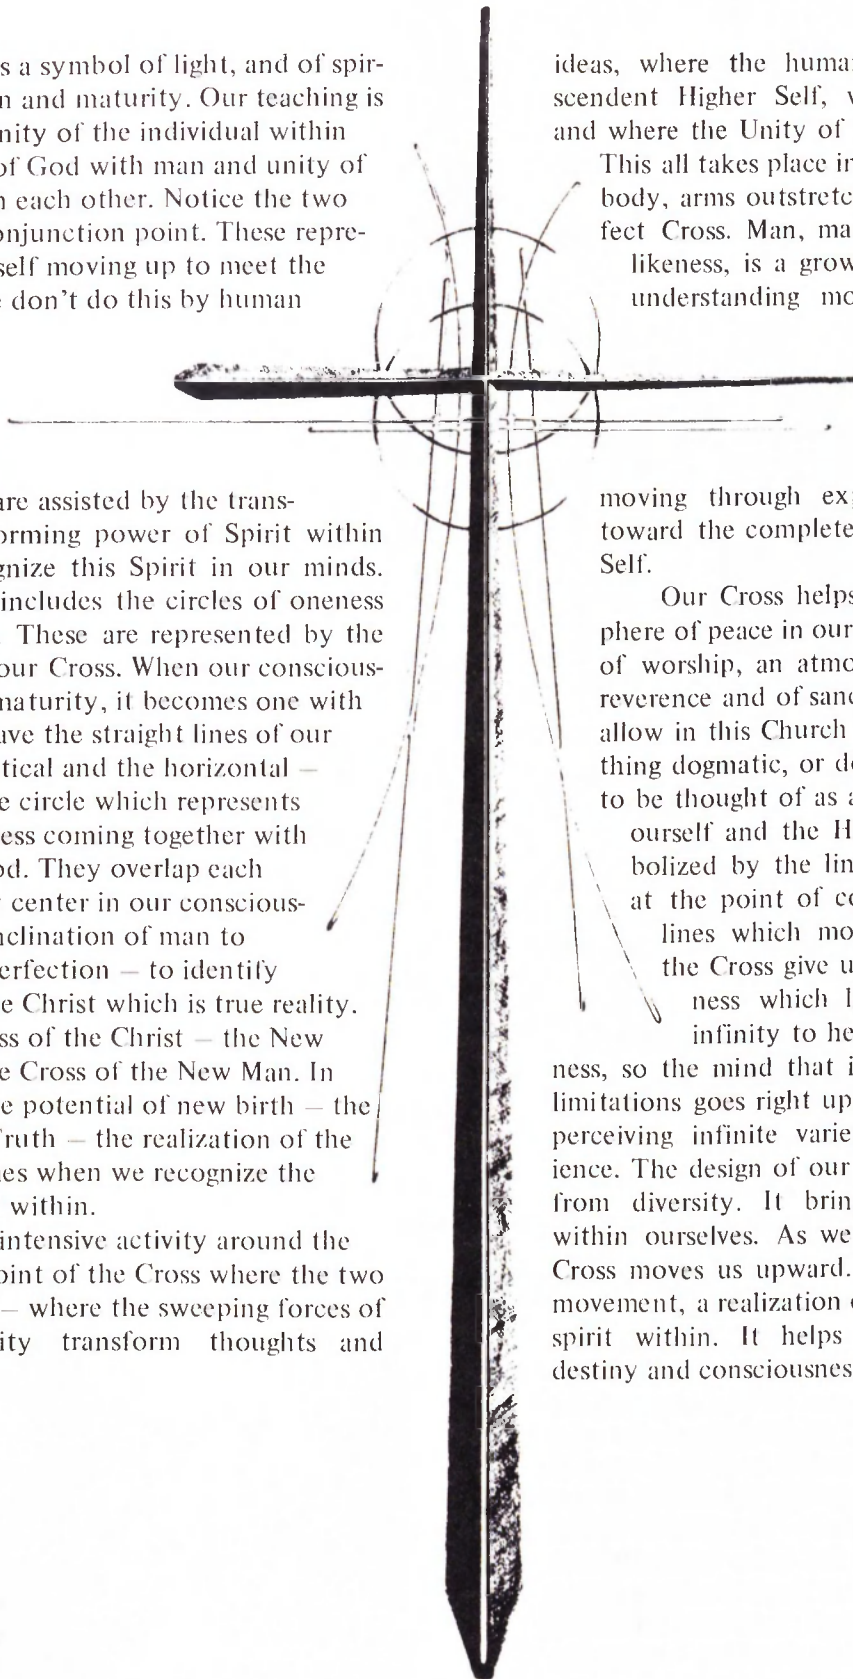 s a symbol of light, and of spir-
n and maturity. Our teaching is
nity of the individual within
of God with man and unity of
n each other. Notice the two
onjunction point. These repre-
self moving up to meet the
e don't do this by human
are assisted by the trans-
orming power of Spirit within
gnize this Spirit in our minds.
includes the circles of oneness
. These are represented by the
our Cross. When our conscious-
maturity, it becomes one with
ave the straight lines of our
tical and the horizontal —
e circle which represents
ess coming together with
od. They overlap each
center in our conscious-
nclination of man to
erfection — to identify
e Christ which is true reality.
ss of the Christ — the New
e Cross of the New Man. In
e potential of new birth — the
Truth — the realization of the
nes when we recognize the
within.
intensive activity around the
oint of the Cross where the two
— where the sweeping forces of
ity transform thoughts and
ideas, where the huma
scendent Higher Self, v
and where the Unity of
This all takes place in
body, arms outstretc
fect Cross. Man, ma
likeness, is a grow
understanding mo
moving through ex
toward the complete
Self.
Our Cross helps
phere of peace in our
of worship, an atmo
reverence and of sanc
allow in this Church
thing dogmatic, or de
to be thought of as a
ourself and the H
bolized by the lin
at the point of co
lines which mo
the Cross give u
ness which l
infinity to he
ness, so the mind that i
limitations goes right up
perceiving infinite varie
ience. The design of our
from diversity. It brin
within ourselves. As we
Cross moves us upward.
movement, a realization
spirit within. It helps
destiny and consciousnes